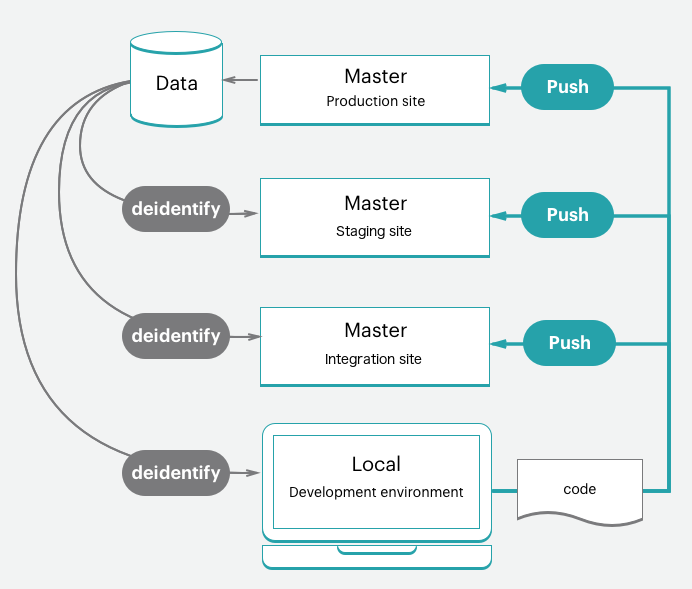 Data
Master
Production site
Push
deidentify
Master
Staging site
Push
deidentify
Master
Integration site
Push
deidentify
Local
Development environment
code